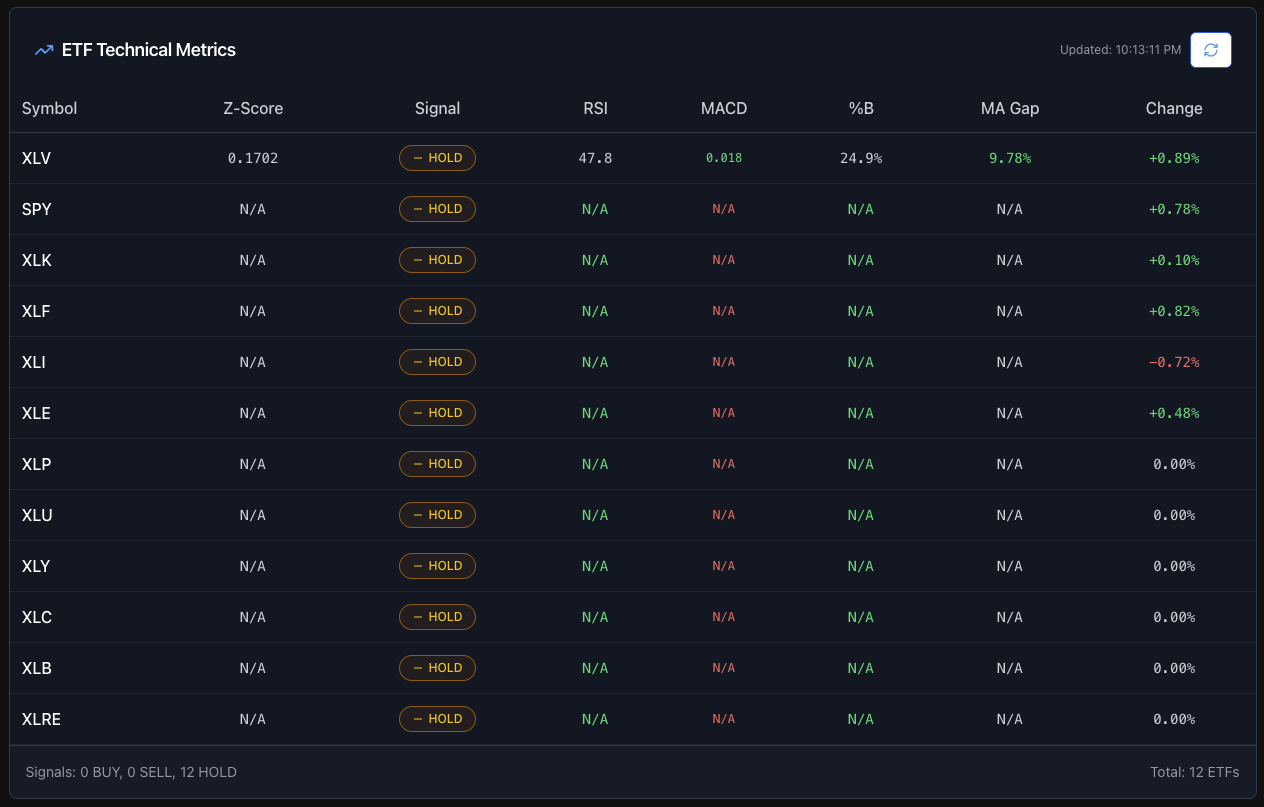 ETF Technical Metrics
Updated: 10:13:11 PM
Symbol Z-Score Signal RSI MACD %B MA Gap Change
XLV 0.1702 − HOLD 47.8 0.018 24.9% 9.78% +0.89%
SPY N/A − HOLD N/A N/A N/A N/A +0.78%
XLK N/A − HOLD N/A N/A N/A N/A +0.10%
XLF N/A − HOLD N/A N/A N/A N/A +0.82%
XLI N/A − HOLD N/A N/A N/A N/A −0.72%
XLE N/A − HOLD N/A N/A N/A N/A +0.48%
XLP N/A − HOLD N/A N/A N/A N/A 0.00%
XLU N/A − HOLD N/A N/A N/A N/A 0.00%
XLY N/A − HOLD N/A N/A N/A N/A 0.00%
XLC N/A − HOLD N/A N/A N/A N/A 0.00%
XLB N/A − HOLD N/A N/A N/A N/A 0.00%
XLRE N/A − HOLD N/A N/A N/A N/A 0.00%
Signals: 0 BUY, 0 SELL, 12 HOLD
Total: 12 ETFs